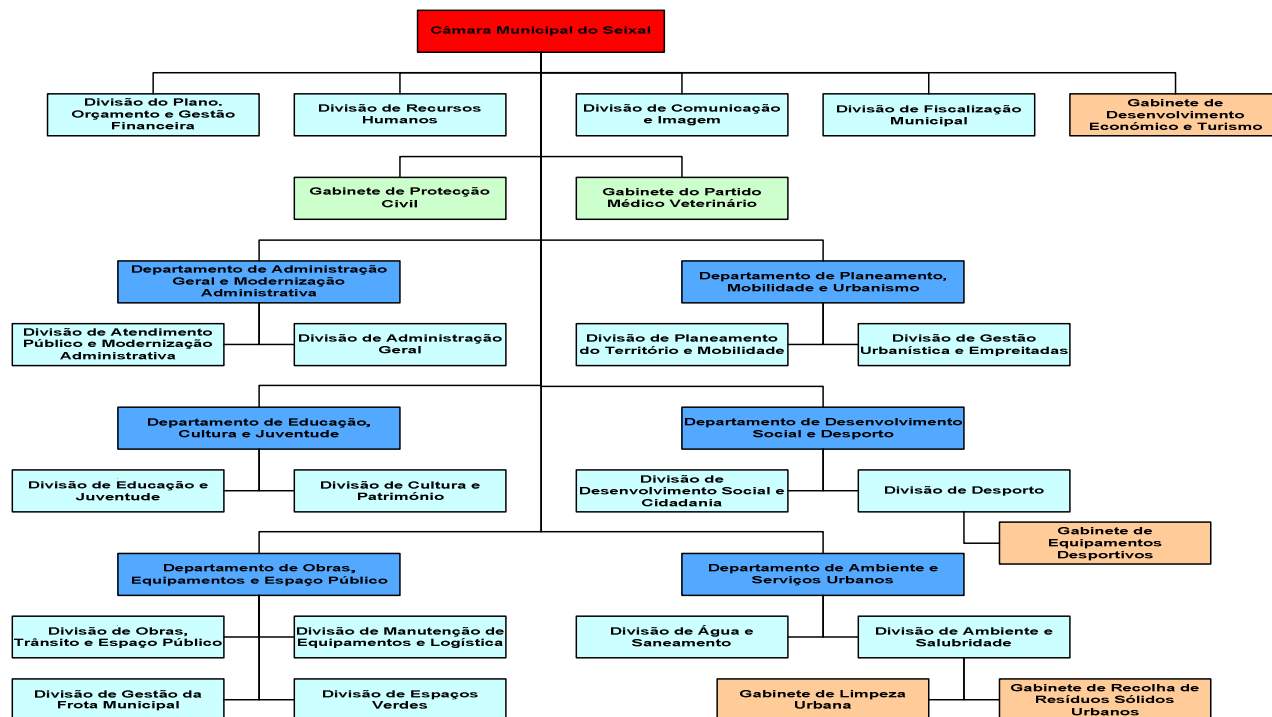 Câmara Municipal do Seixal
Divisão do Plano.
Orçamento e Gestão
Financeira
Divisão de Recursos
Humanos
Divisão de Comunicação
e Imagem
Divisão de Fiscalização
Municipal
Gabinete de
Desenvolvimento
Económico e Turismo
Gabinete de Protecção
Civil
Gabinete do Partido
Médico Veterinário
Departamento de Administração
Geral e Modernização
Administrativa
Departamento de Planeamento,
Mobilidade e Urbanismo
Divisão de Atendimento
Público e Modernização
Administrativa
Divisão de Administração
Geral
Divisão de Planeamento
do Território e Mobilidade
Divisão de Gestão
Urbanística e Empreitadas
Departamento de Educação,
Cultura e Juventude
Departamento de Desenvolvimento
Social e Desporto
Divisão de Educação e
Juventude
Divisão de Cultura e
Património
Divisão de
Desenvolvimento Social e
Cidadania
Divisão de Desporto
Gabinete de
Equipamentos
Desportivos
Departamento de Obras,
Equipamentos e Espaço Público
Departamento de Ambiente e
Serviços Urbanos
Divisão de Obras,
Trânsito e Espaço Público
Divisão de Manutenção de
Equipamentos e Logística
Divisão de Água e
Saneamento
Divisão de Ambiente e
Salubridade
Divisão de Gestão da
Frota Municipal
Divisão de Espaços
Verdes
Gabinete de Limpeza
Urbana
Gabinete de Recolha de
Resíduos Sólidos
Urbanos